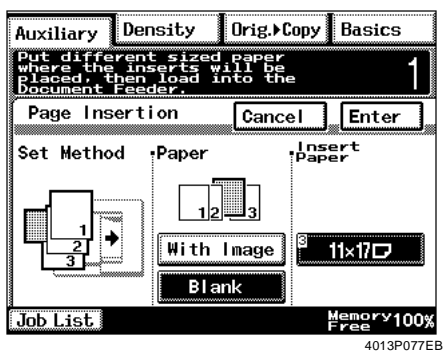 Auxiliary Density Orig.▸Copy Basics
Put different sized paper
where the inserts will be
placed, then load into the
Document Feeder.
1
Page Insertion Cancel Enter
Set Method Paper Insert
Paper
1 2 3
1
2
3
With Image
3 11×17
Blank
Job List Memory
Free 100%
4013P077EB